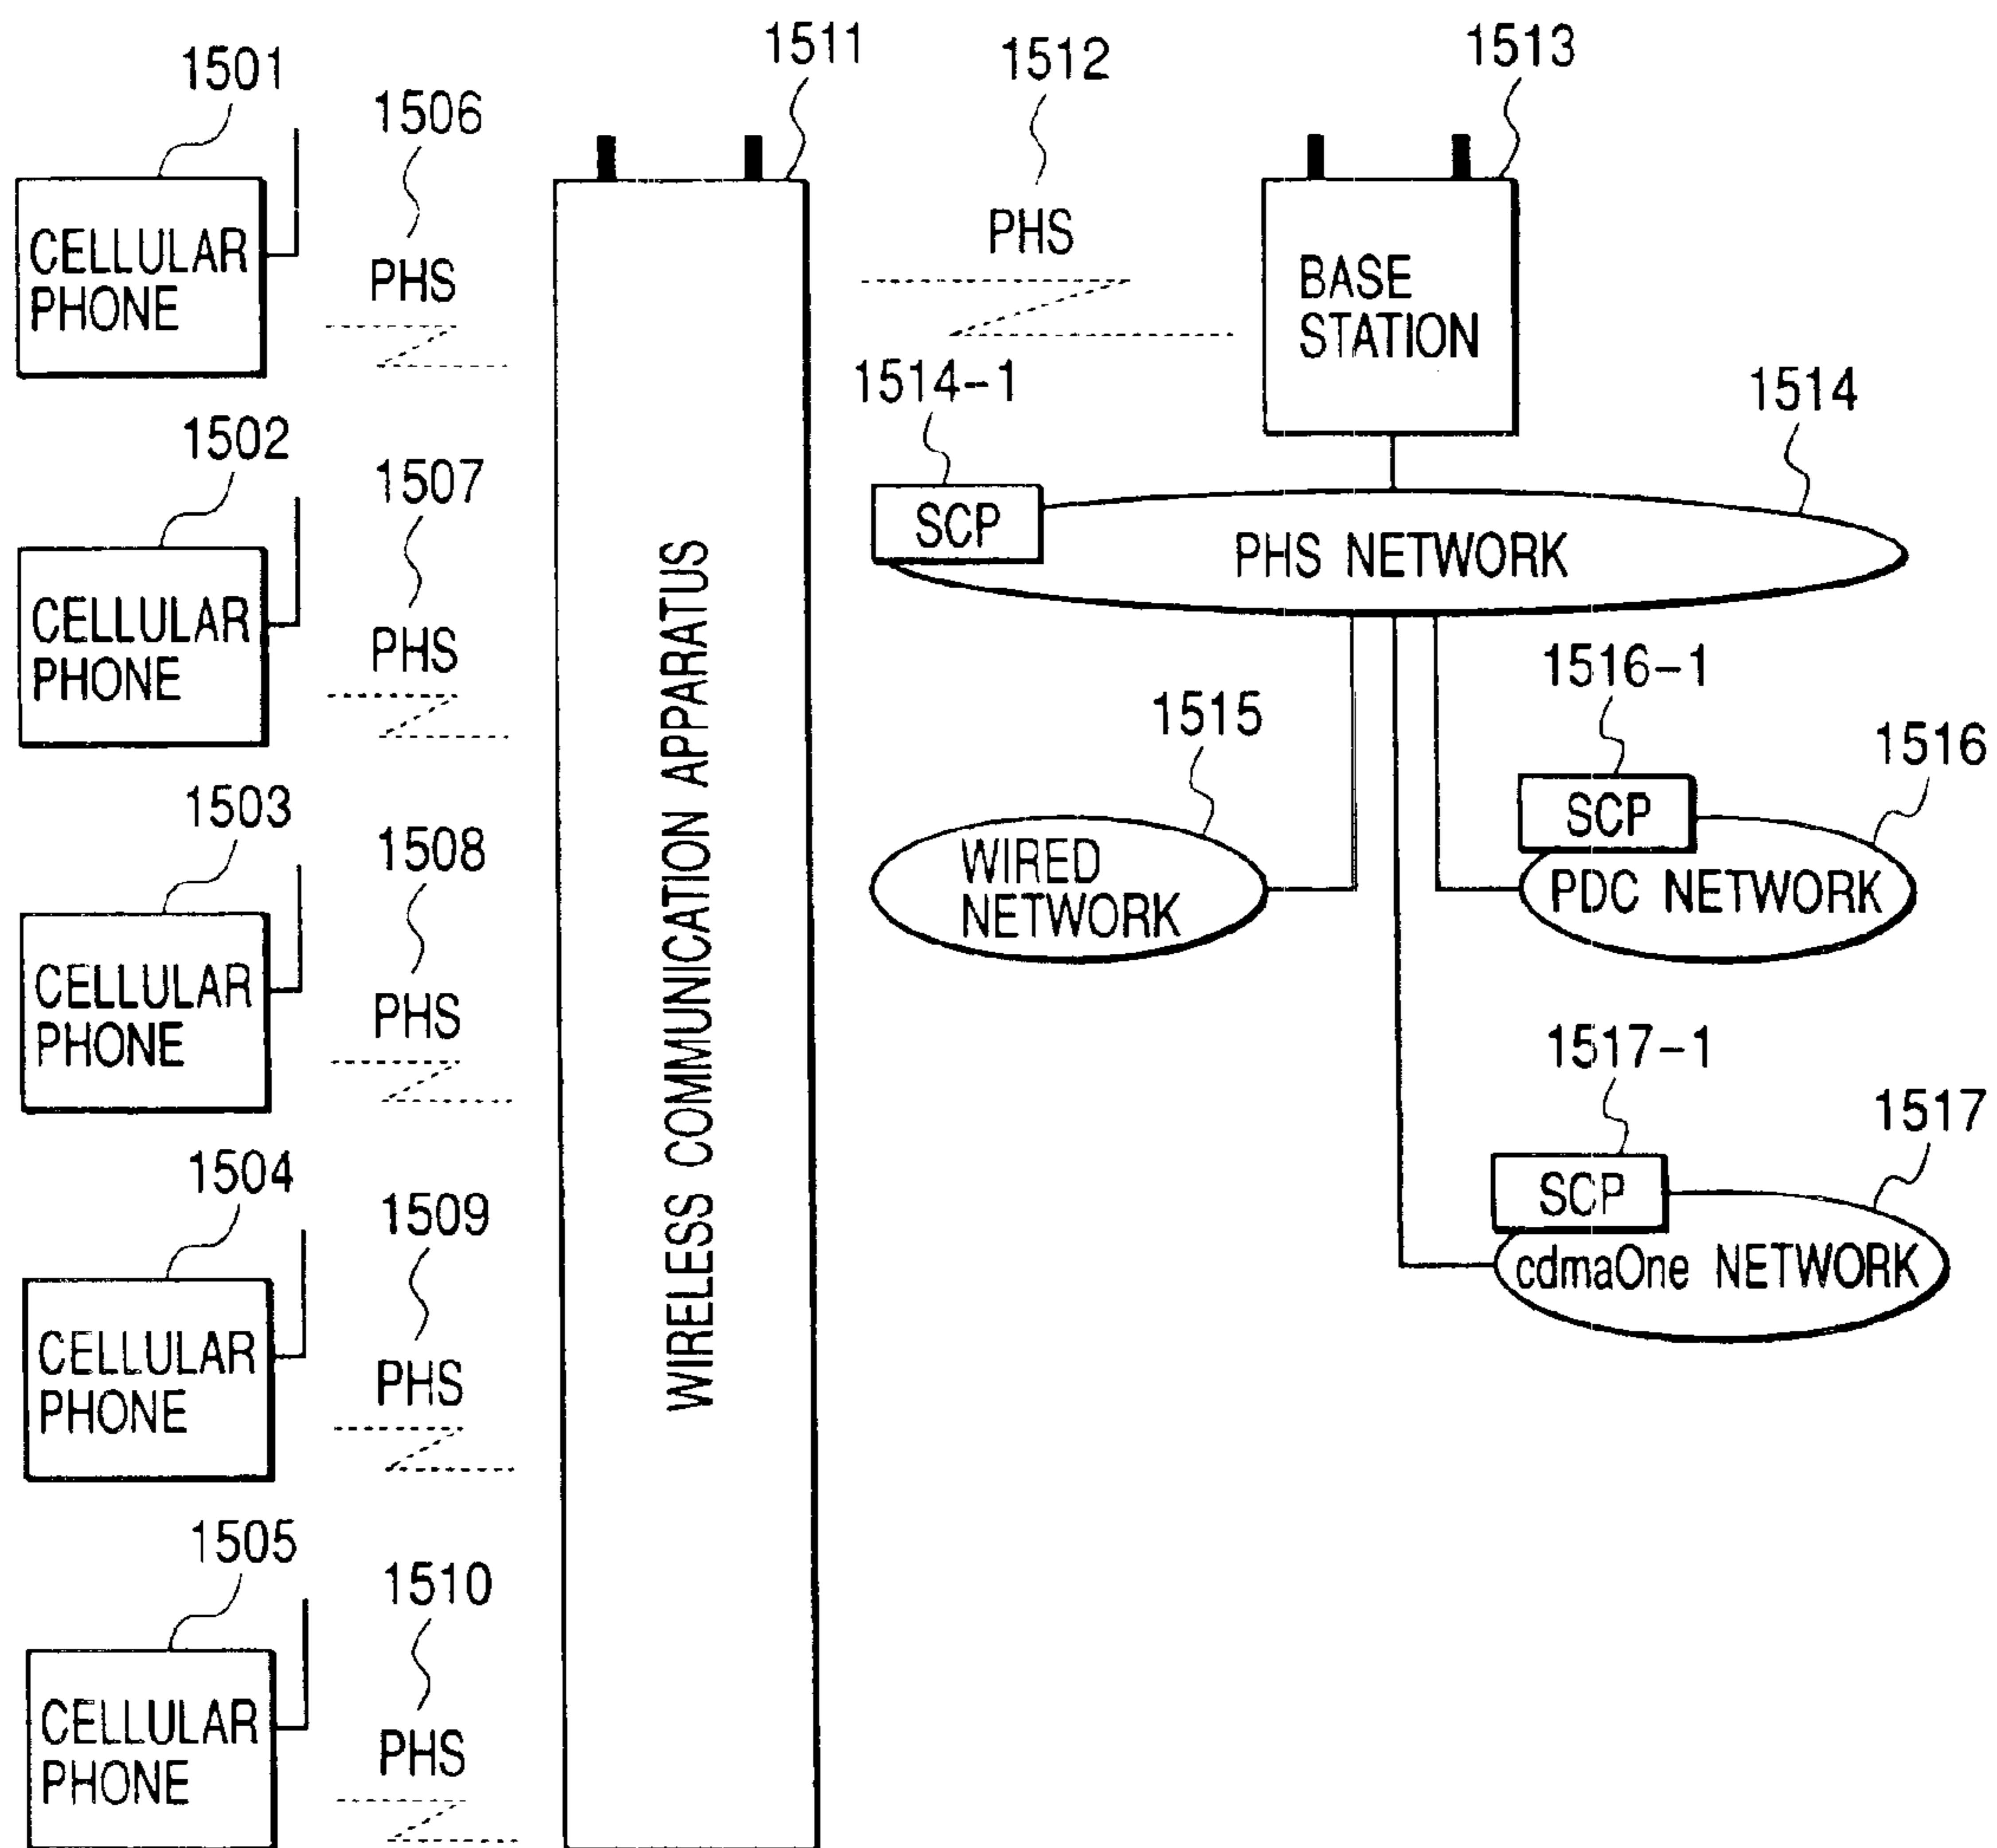 1501
1506
1511
1512
1513
CELLULAR
PHONE
PHS
PHS
BASE
STATION
1514-1
1514
SCP
PHS NETWORK
1502
1507
CELLULAR
PHONE
PHS
1515
1516-1
1516
SCP
WIRED
NETWORK
PDC NETWORK
WIRELESS COMMUNICATION APPARATUS
1503
1508
CELLULAR
PHONE
PHS
1517-1
1517
SCP
cdmaOne NETWORK
1504
1509
CELLULAR
PHONE
PHS
1505
1510
CELLULAR
PHONE
PHS